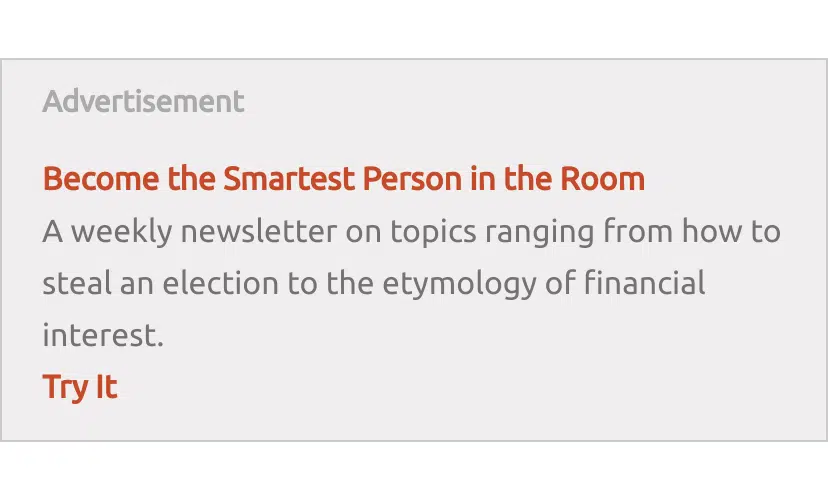 Advertisement
Become the Smartest Person in the Room
A weekly newsletter on topics ranging from how to
steal an election to the etymology of financial
interest.
Try It